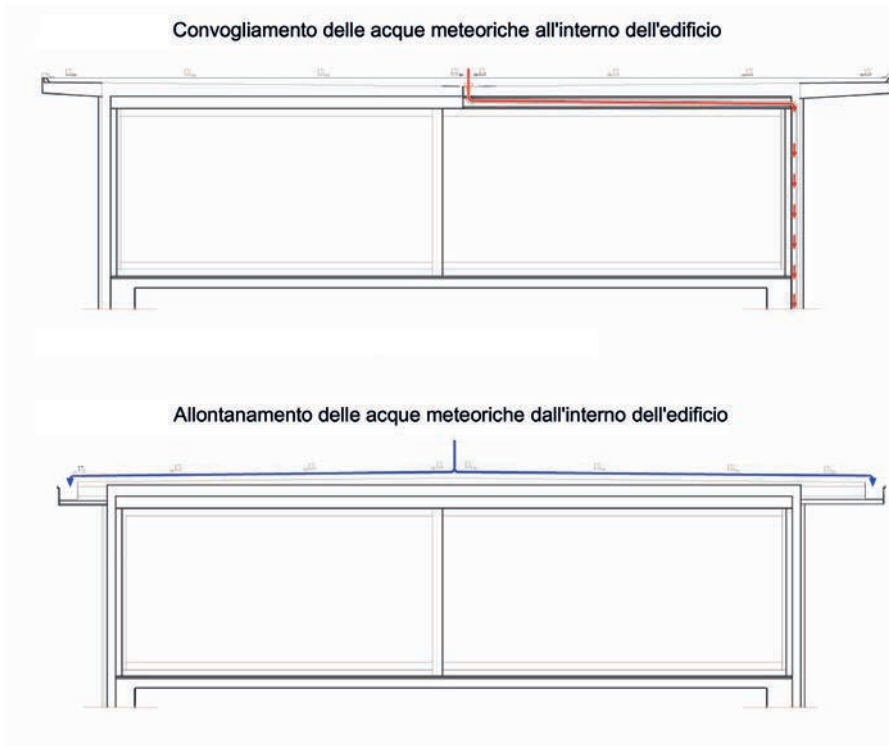 Convogliamento delle acque meteoriche all'interno dell'edificio
Allontanamento delle acque meteoriche dall'interno dell'edificio